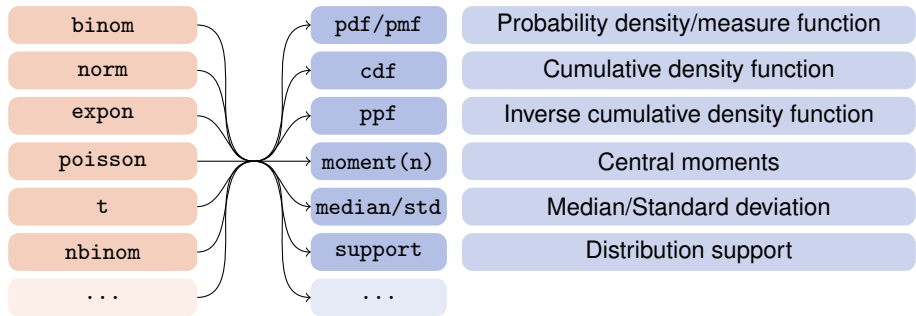 binom pdf/pmf Probability density/measure function
norm cdf Cumulative density function
expon ppf Inverse cumulative density function
poisson moment(n) Central moments
t median/std Median/Standard deviation
nbinom support Distribution support
... ...